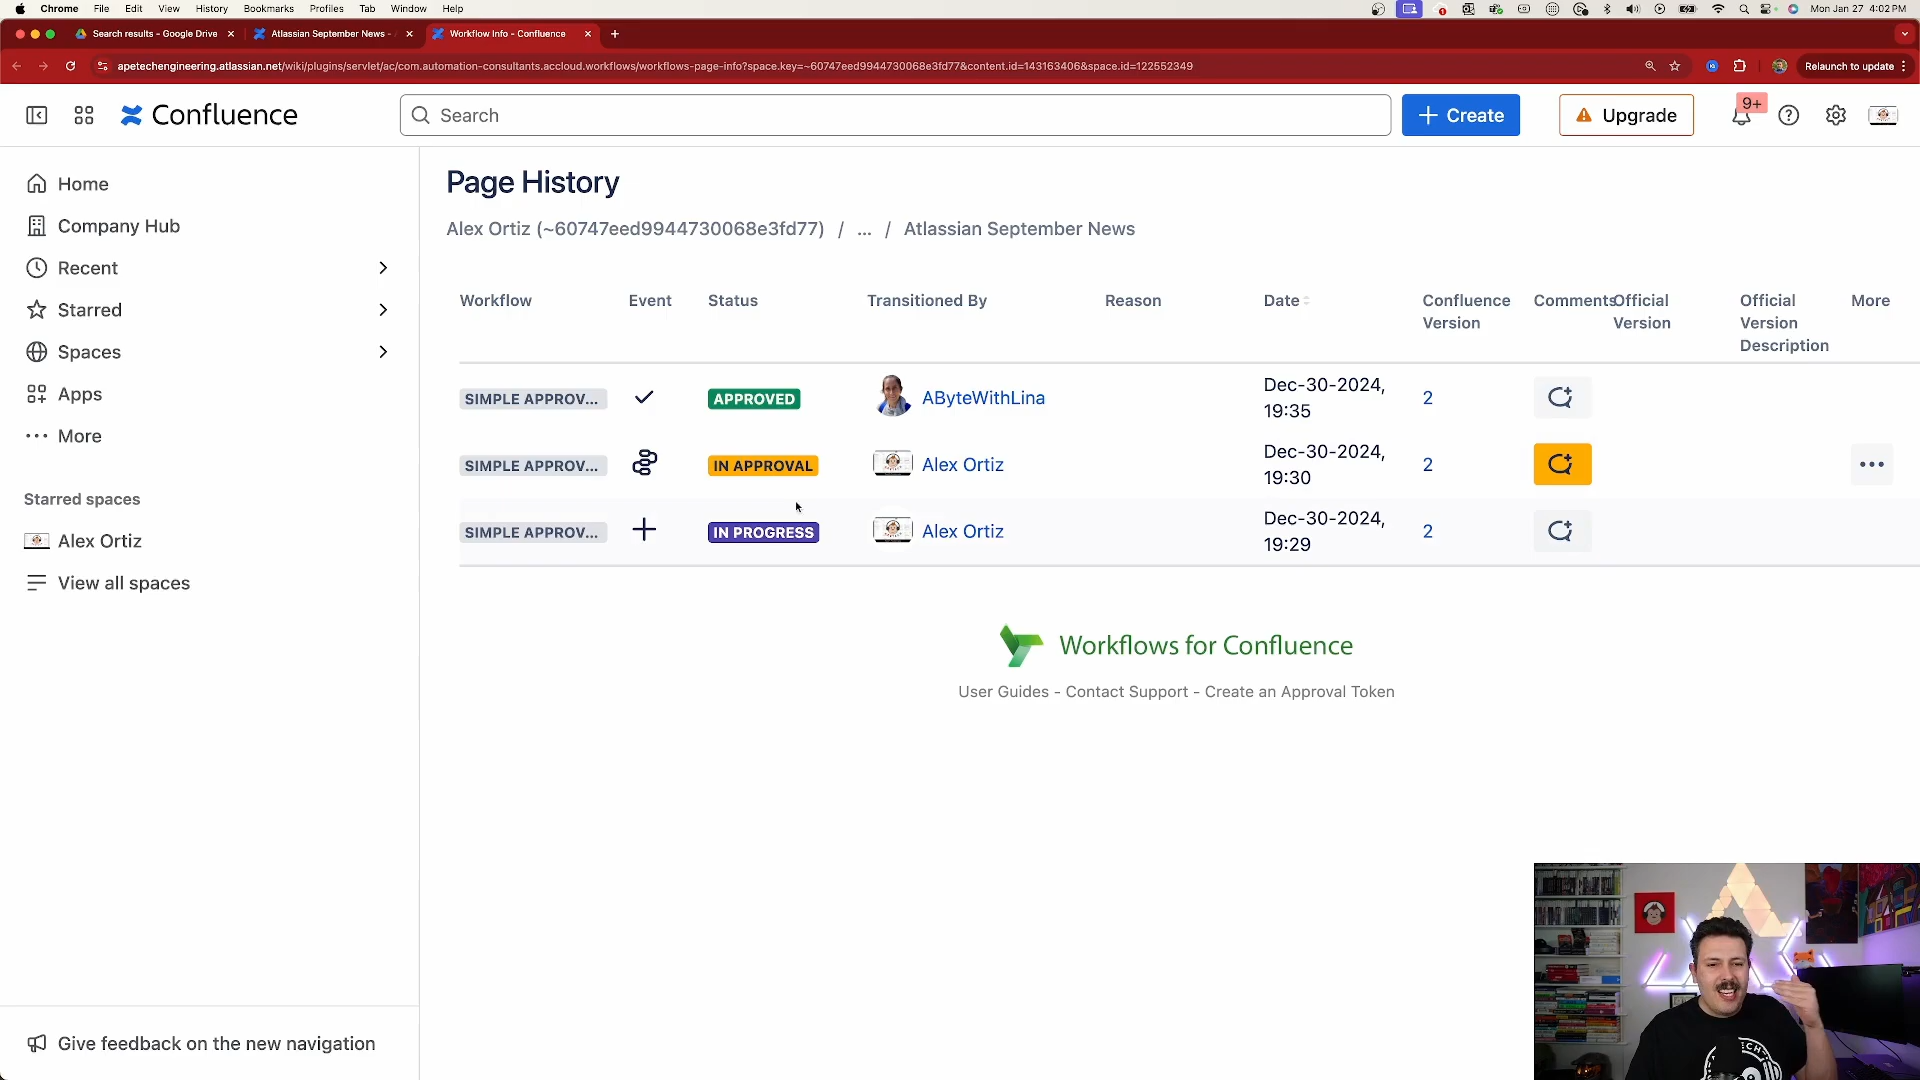 Chrome File Edit View History Bookmarks Profiles Tab Window Help Mon Jan 27 4:02 PM
Search results - Google Drive Atlassian September News - Workflow Info - Confluence
apetechengineering.atlassian.net/wiki/plugins/servlet/ac/com.automation-consultants.accloud.workflows/workflows-page-info?space.key=~60747eed9944730068e3fd77&content.id=143163406&space.id=122552349 Relaunch to update
Confluence Search Create Upgrade 9+
Home
Company Hub
Recent
Starred
Spaces
Apps
More
Starred spaces
Alex Ortiz
View all spaces
Give feedback on the new navigation
Page History
Alex Ortiz (~60747eed9944730068e3fd77) / ... / Atlassian September News
Workflow Event Status Transitioned By Reason Date Confluence Version Comments Official Version Official Version Description More
SIMPLE APPROV... APPROVED AByteWithLina Dec-30-2024, 19:35 2
SIMPLE APPROV... IN APPROVAL Alex Ortiz Dec-30-2024, 19:30 2
SIMPLE APPROV... IN PROGRESS Alex Ortiz Dec-30-2024, 19:29 2
Workflows for Confluence
User Guides - Contact Support - Create an Approval Token